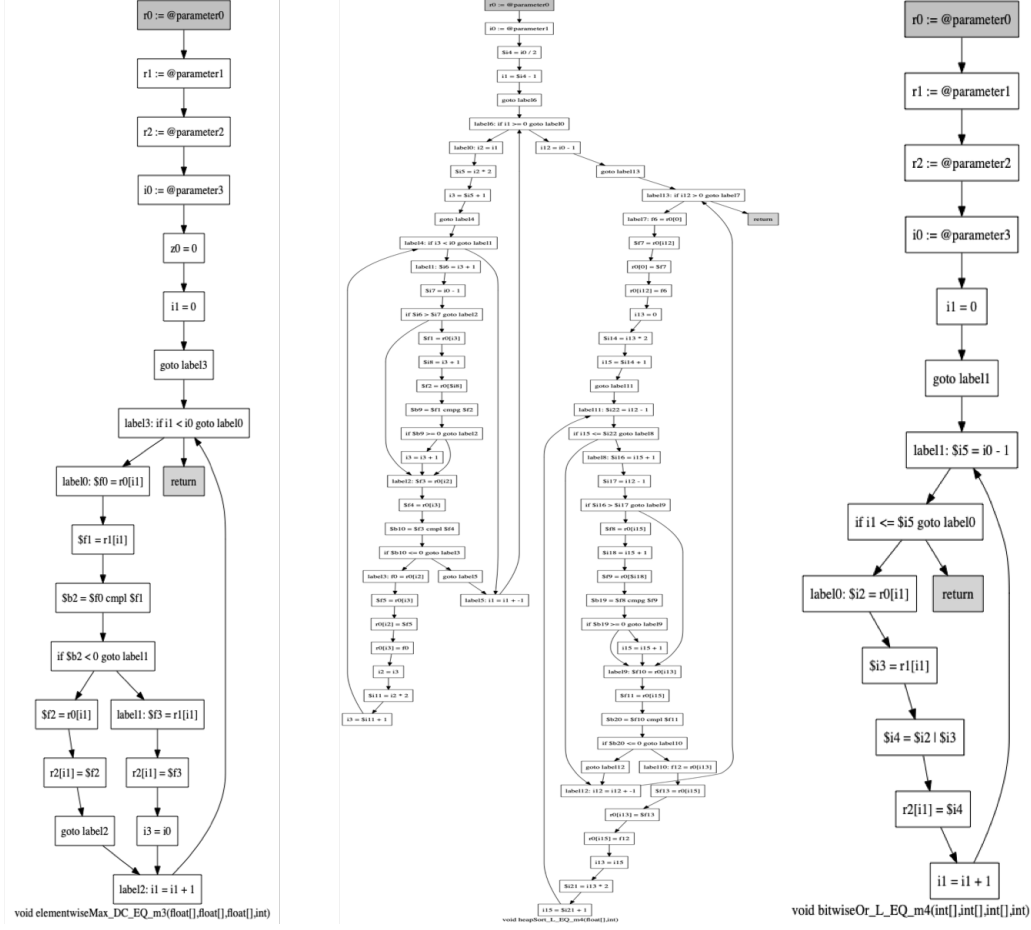 r0 := @parameter0
r1 := @parameter1
r2 := @parameter2
i0 := @parameter3
z0 = 0
i1 = 0
goto label3
label3: if i1 < i0 goto label0
label0: $f0 = r0[i1]
return
$f1 = r1[i1]
$b2 = $f0 cmpl $f1
if $b2 < 0 goto label1
$f2 = r0[i1]
label1: $f3 = r1[i1]
r2[i1] = $f2
r2[i1] = $f3
goto label2
i3 = i0
label2: i1 = i1 + 1
void elementwiseMax_DC_EQ_m3(float[],float[],float[],int)
r0 := @parameter0
i0 := @parameter1
$i4 = i0 / 2
i1 = $i4 - 1
goto label6
label6: if i1 >= 0 goto label0
label0: i2 = i1
i12 = i0 - 1
$i5 = i2 * 2
goto label13
i3 = $i5 + 1
label13: if i12 > 0 goto label7
goto label4
label7: f6 = r0[0]
return
label4: if i3 < i0 goto label1
$f7 = r0[i12]
label1: $i6 = i3 + 1
r0[0] = $f7
$i7 = i0 - 1
r0[i12] = f6
if $i6 > $i7 goto label2
i13 = 0
$f1 = r0[i3]
$i14 = i13 * 2
$i8 = i3 + 1
i15 = $i14 + 1
$f2 = r0[$i8]
goto label11
$b9 = $f1 cmpg $f2
label11: $i22 = i12 - 1
if $b9 >= 0 goto label2
if i15 <= $i22 goto label8
i3 = i3 + 1
label8: $i16 = i15 + 1
label2: $f3 = r0[i2]
$i17 = i12 - 1
$f4 = r0[i3]
if $i16 > $i17 goto label9
$b10 = $f3 cmpl $f4
$f8 = r0[i15]
if $b10 <= 0 goto label3
$i18 = i15 + 1
label3: f0 = r0[i2]
goto label5
$f9 = r0[$i18]
$f5 = r0[i3]
label5: i1 = i1 + -1
$b19 = $f8 cmpg $f9
r0[i2] = $f5
if $b19 >= 0 goto label9
r0[i3] = f0
i15 = i15 + 1
i2 = i3
label9: $f10 = r0[i13]
$i11 = i2 * 2
$f11 = r0[i15]
i3 = $i11 + 1
$b20 = $f10 cmpl $f11
if $b20 <= 0 goto label10
goto label12
label10: f12 = r0[i13]
label12: i12 = i12 + -1
$f13 = r0[i15]
r0[i13] = $f13
r0[i15] = f12
i13 = i15
$i21 = i13 * 2
i15 = $i21 + 1
void heapSort_L_EQ_m4(float[],int)
r0 := @parameter0
r1 := @parameter1
r2 := @parameter2
i0 := @parameter3
i1 = 0
goto label1
label1: $i5 = i0 - 1
if i1 <= $i5 goto label0
label0: $i2 = r0[i1]
return
$i3 = r1[i1]
$i4 = $i2 | $i3
r2[i1] = $i4
i1 = i1 + 1
void bitwiseOr_L_EQ_m4(int[],int[],int[],int)